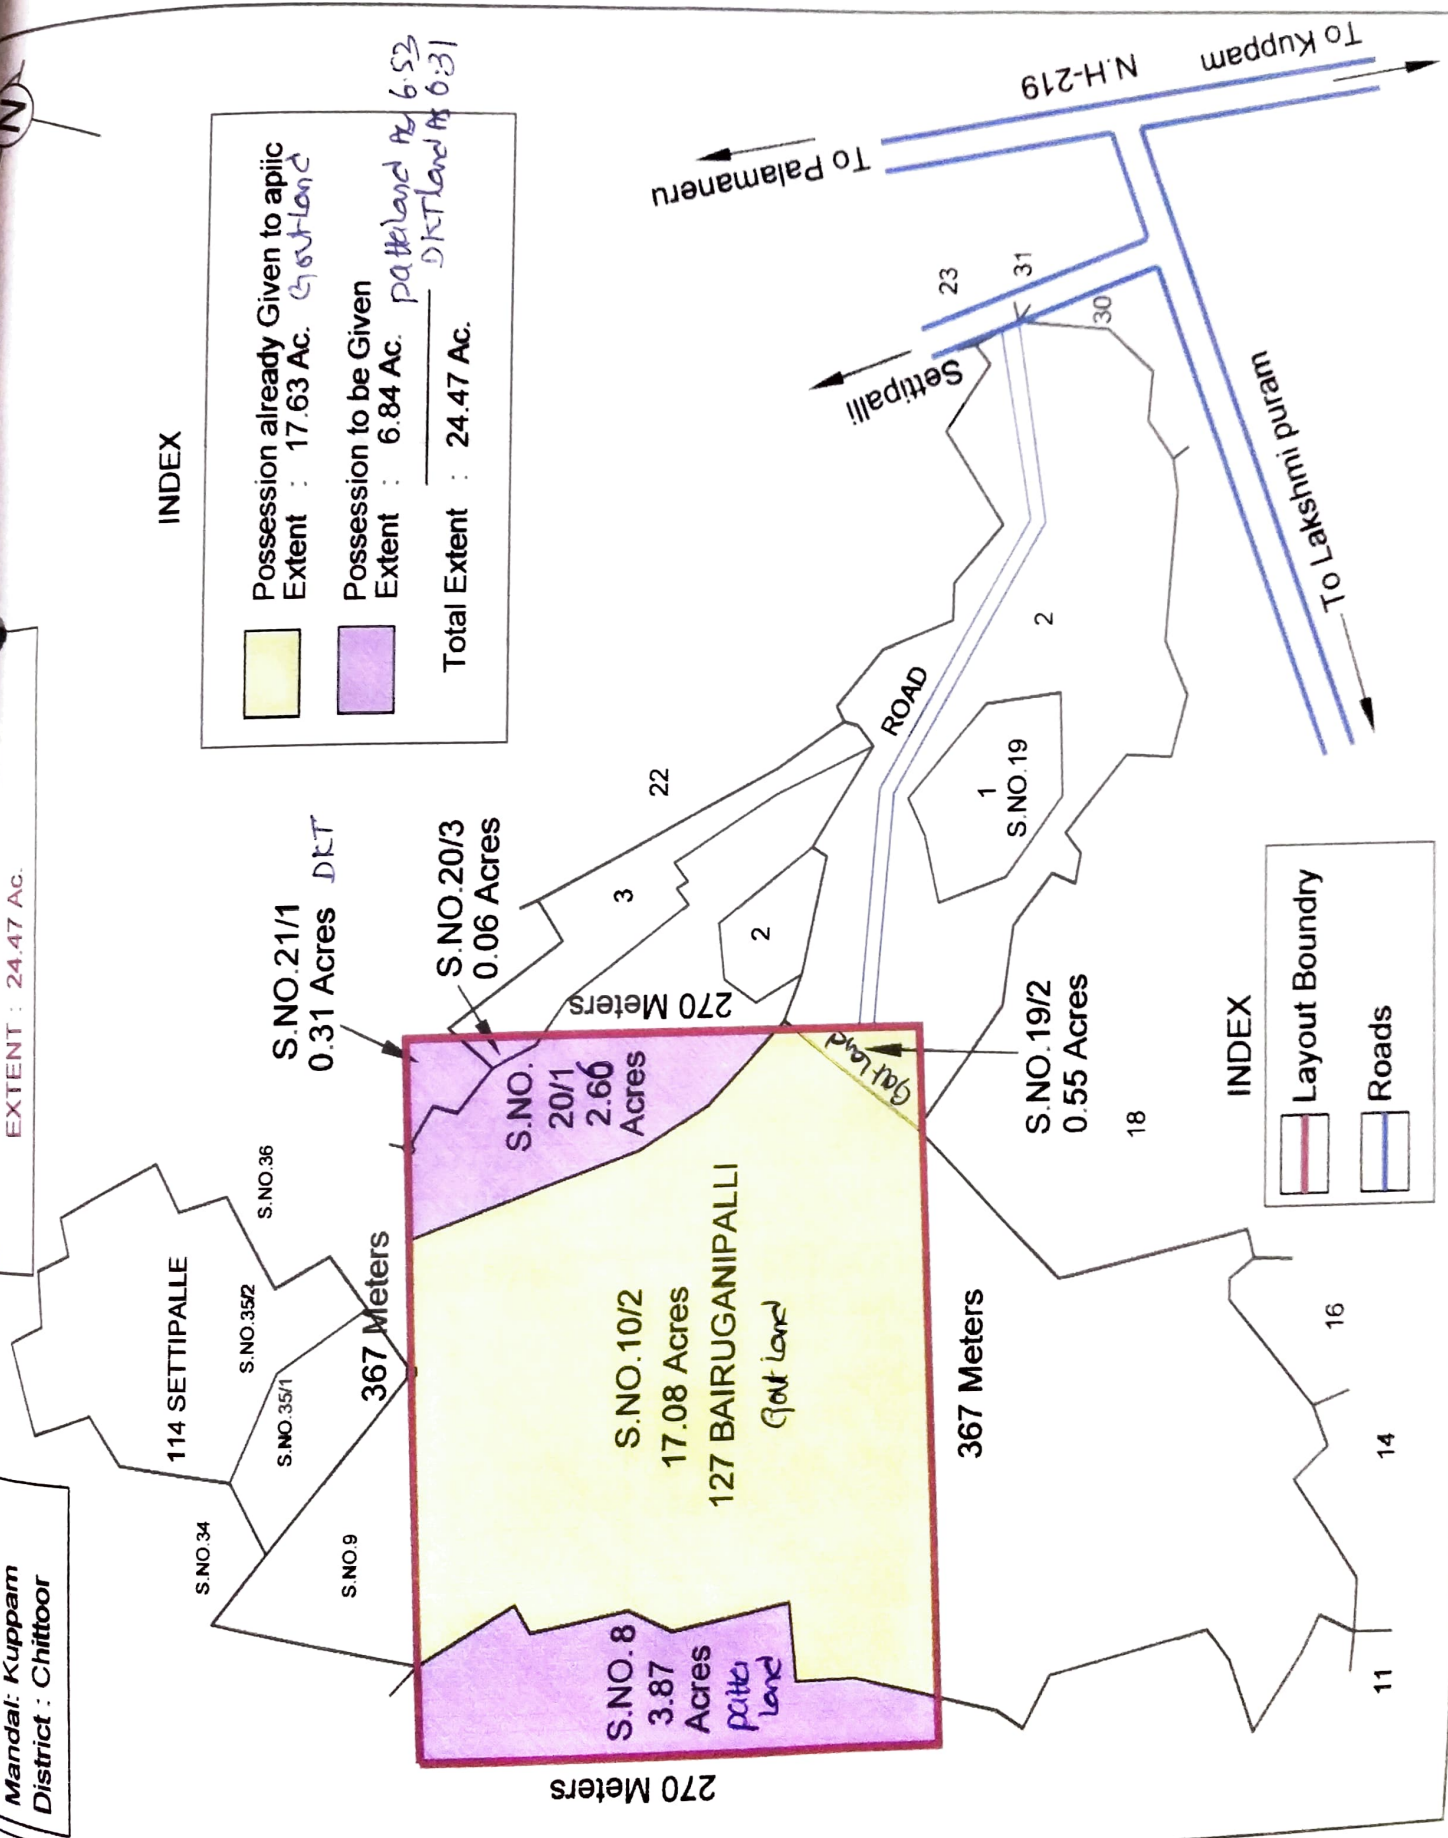 Mandal: Kuppam
District : Chittoor
EXTENT : 24.47 Ac.
N
INDEX
Possession already Given to apiic
Extent : 17.63 Ac. Govt Land
Possession to be Given
Extent : 6.84 Ac.
pattaland Ac 6.53
DKT land Ac 0.31
Total Extent : 24.47 Ac.
114 SETTIPALLE
S.NO.36
S.NO.35/2
S.NO.35/1
S.NO.34
S.NO.9
S.NO.21/1
0.31 Acres DKT
S.NO.20/3
0.06 Acres
22
3
2
367 Meters
270 Meters
S.NO.
20/1
2.66
Acres
S.NO.10/2
17.08 Acres
127 BAIRUGANIPALLI
Govt Land
S.NO.8
3.87
Acres
patta
Land
270 Meters
367 Meters
Govt Land
S.NO.19/2
0.55 Acres
18
ROAD
2
1
S.NO.19
Settipalli
23
31
30
To Palamaneru
N.H-219
To Kuppam
To Lakshmi puram
16
14
11
INDEX
Layout Boundry
Roads